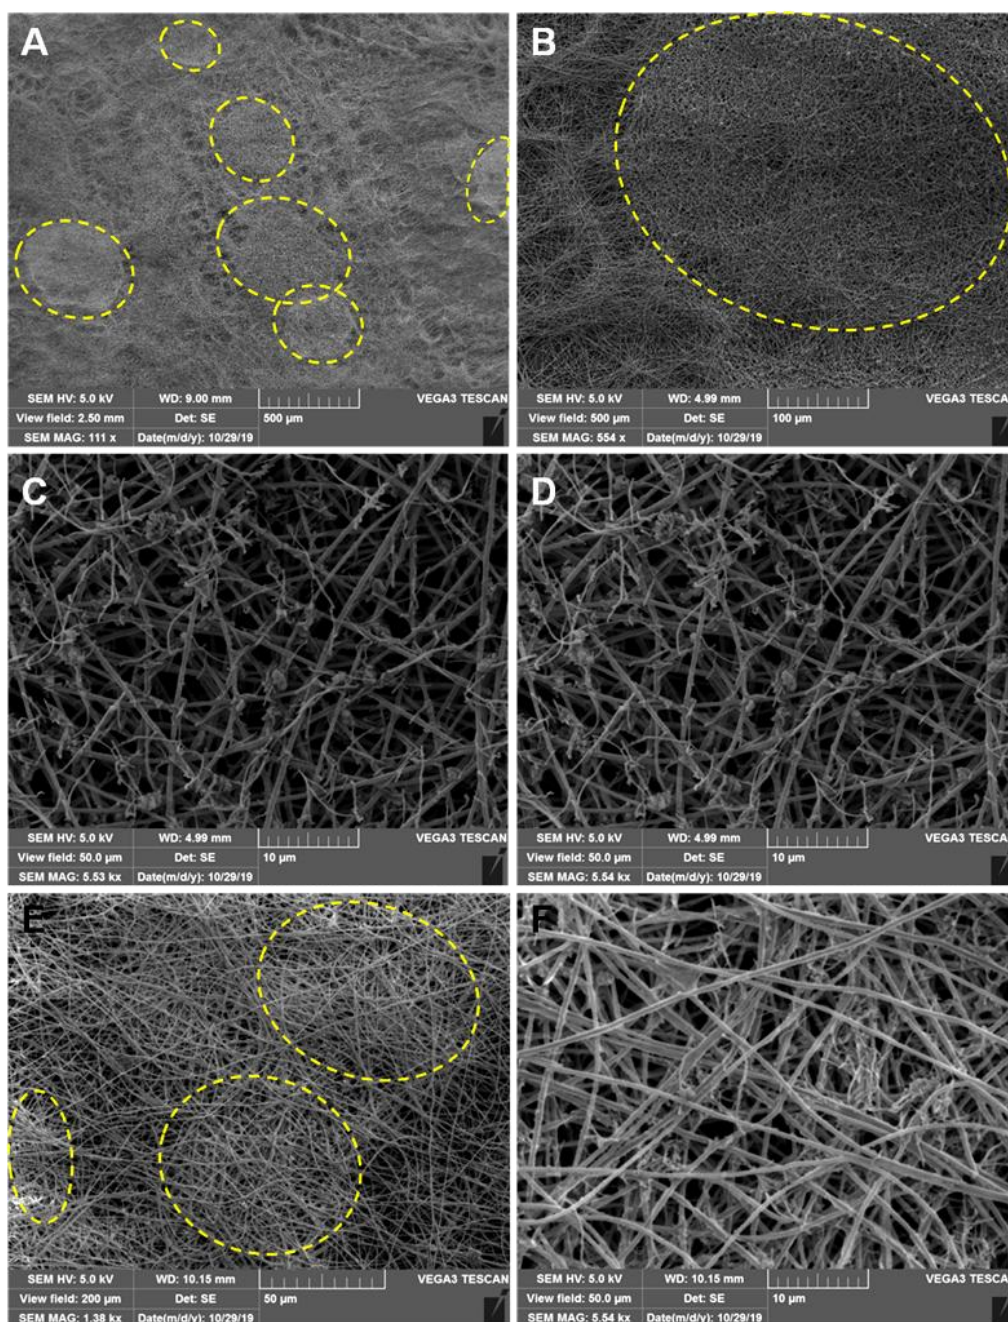 A
SEM HV: 5.0 kV WD: 9.00 mm VEGA3 TESCAN
View field: 2.50 mm Det: SE 500 µm
SEM MAG: 111 x Date(m/d/y): 10/29/19
B
SEM HV: 5.0 kV WD: 4.99 mm VEGA3 TESCAN
View field: 500 µm Det: SE 100 µm
SEM MAG: 554 x Date(m/d/y): 10/29/19
C
SEM HV: 5.0 kV WD: 4.99 mm VEGA3 TESCAN
View field: 50.0 µm Det: SE 10 µm
SEM MAG: 5.53 kx Date(m/d/y): 10/29/19
D
SEM HV: 5.0 kV WD: 4.99 mm VEGA3 TESCAN
View field: 50.0 µm Det: SE 10 µm
SEM MAG: 5.54 kx Date(m/d/y): 10/29/19
E
SEM HV: 5.0 kV WD: 10.15 mm VEGA3 TESCAN
View field: 200 µm Det: SE 50 µm
SEM MAG: 1.38 kx Date(m/d/y): 10/29/19
F
SEM HV: 5.0 kV WD: 10.15 mm VEGA3 TESCAN
View field: 50.0 µm Det: SE 10 µm
SEM MAG: 5.54 kx Date(m/d/y): 10/29/19